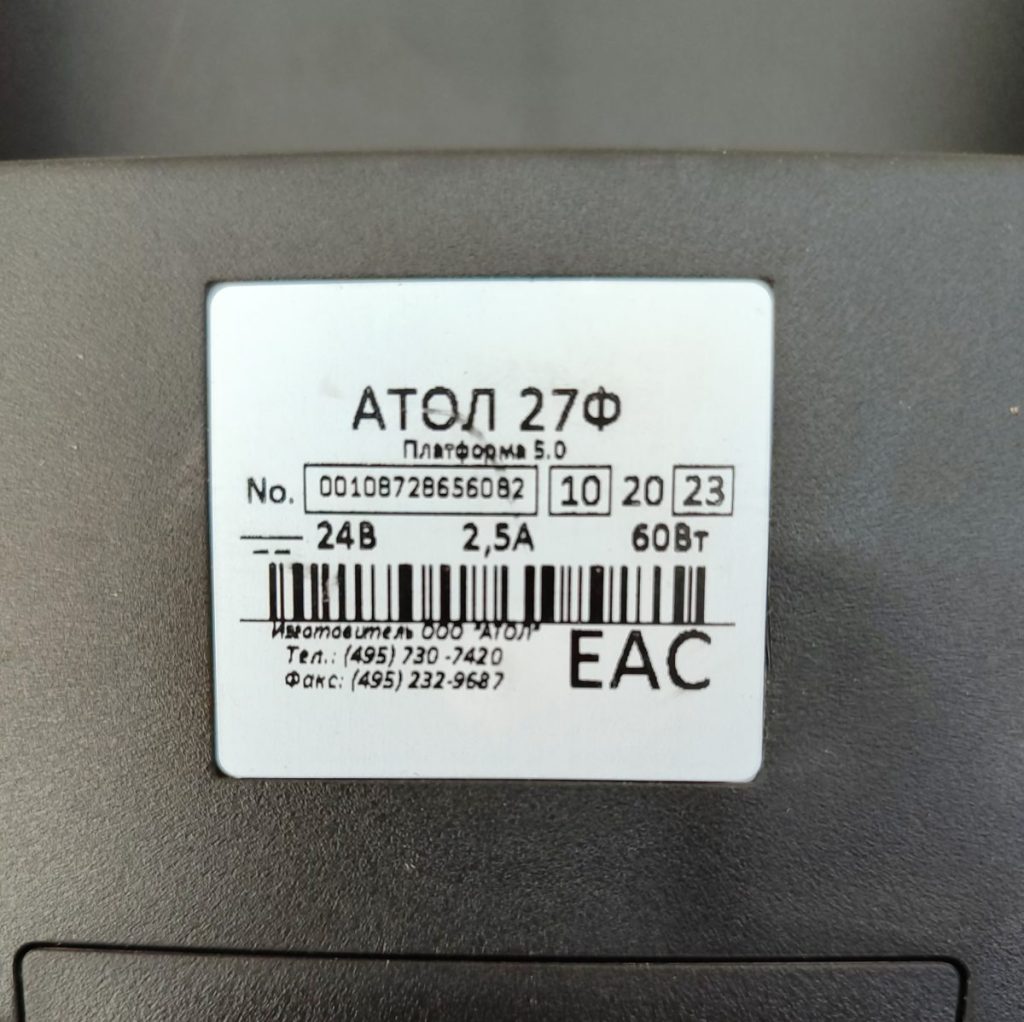 АТОЛ 27Ф
Платформа 5.0
No. 00108728656082 10 20 23
24В 2,5А 60Вт
Изготовитель ООО "АТОЛ"
Тел.: (495) 730-7420
Факс: (495) 232-9687
EAC